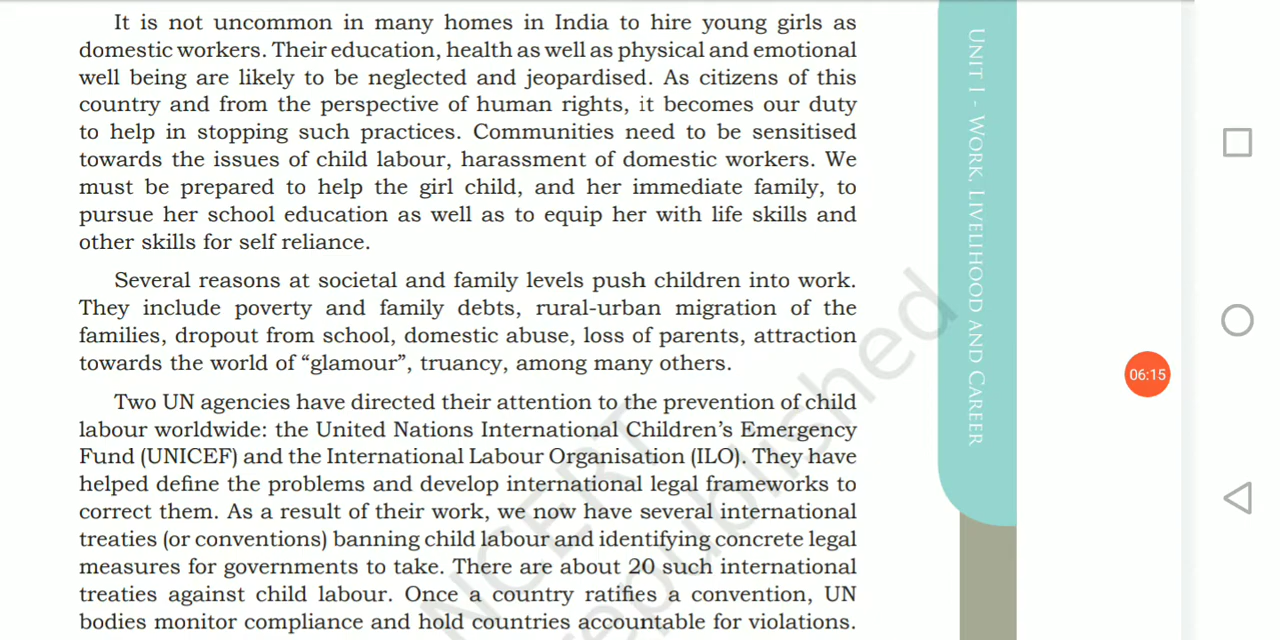 It is not uncommon in many homes in India to hire young girls as
domestic workers. Their education, health as well as physical and emotional
well being are likely to be neglected and jeopardised. As citizens of this
country and from the perspective of human rights, it becomes our duty
to help in stopping such practices. Communities need to be sensitised
towards the issues of child labour, harassment of domestic workers. We
must be prepared to help the girl child, and her immediate family, to
pursue her school education as well as to equip her with life skills and
other skills for self reliance.
Several reasons at societal and family levels push children into work.
They include poverty and family debts, rural-urban migration of the
families, dropout from school, domestic abuse, loss of parents, attraction
towards the world of “glamour”, truancy, among many others.
Two UN agencies have directed their attention to the prevention of child
labour worldwide: the United Nations International Children’s Emergency
Fund (UNICEF) and the International Labour Organisation (ILO). They have
helped define the problems and develop international legal frameworks to
correct them. As a result of their work, we now have several international
treaties (or conventions) banning child labour and identifying concrete legal
measures for governments to take. There are about 20 such international
treaties against child labour. Once a country ratifies a convention, UN
bodies monitor compliance and hold countries accountable for violations.
UNIT I - WORK, LIVELIHOOD AND CAREER
06:15
NCERT
republished